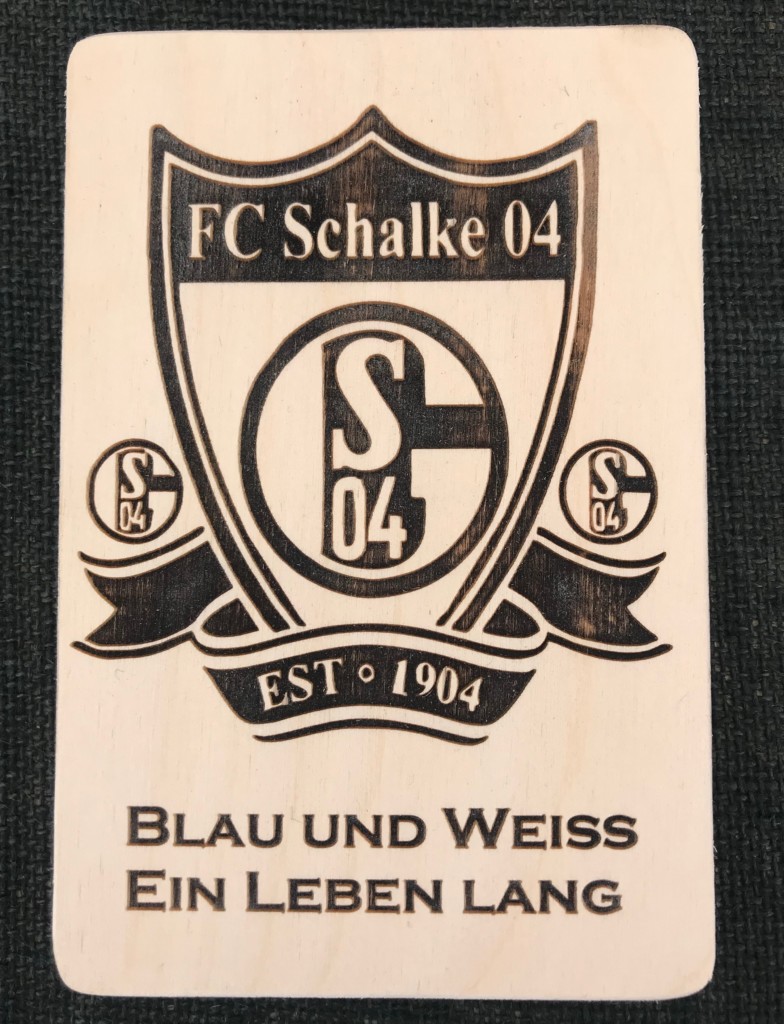 FC Schalke 04
S
04
S
04
S
04
EST ∘ 1904
BLAU UND WEISS
EIN LEBEN LANG